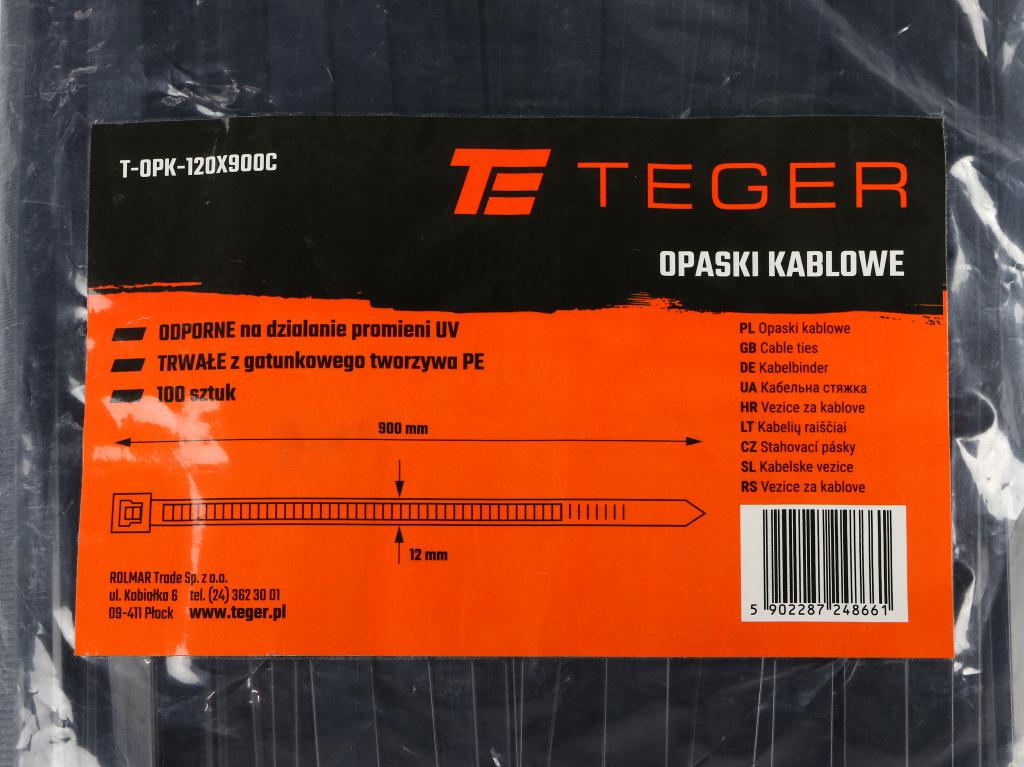 T-OPK-120X900C
TE TEGER
OPASKI KABLOWE
ODPORNE na działanie promieni UV
TRWAŁE z gatunkowego tworzywa PE
100 sztuk
900 mm
12 mm
PL Opaski kablowe
GB Cable ties
DE Kabelbinder
UA Кабельна стяжка
HR Vezice za kablove
LT Kabelių raiščiai
CZ Stahovací pásky
SL Kabelske vezice
RS Vezice za kablove
ROLMAR Trade Sp. z o.o.
ul. Kobiałka 6 tel. (24) 362 30 01
09-411 Płock www.teger.pl
5 902287 248661